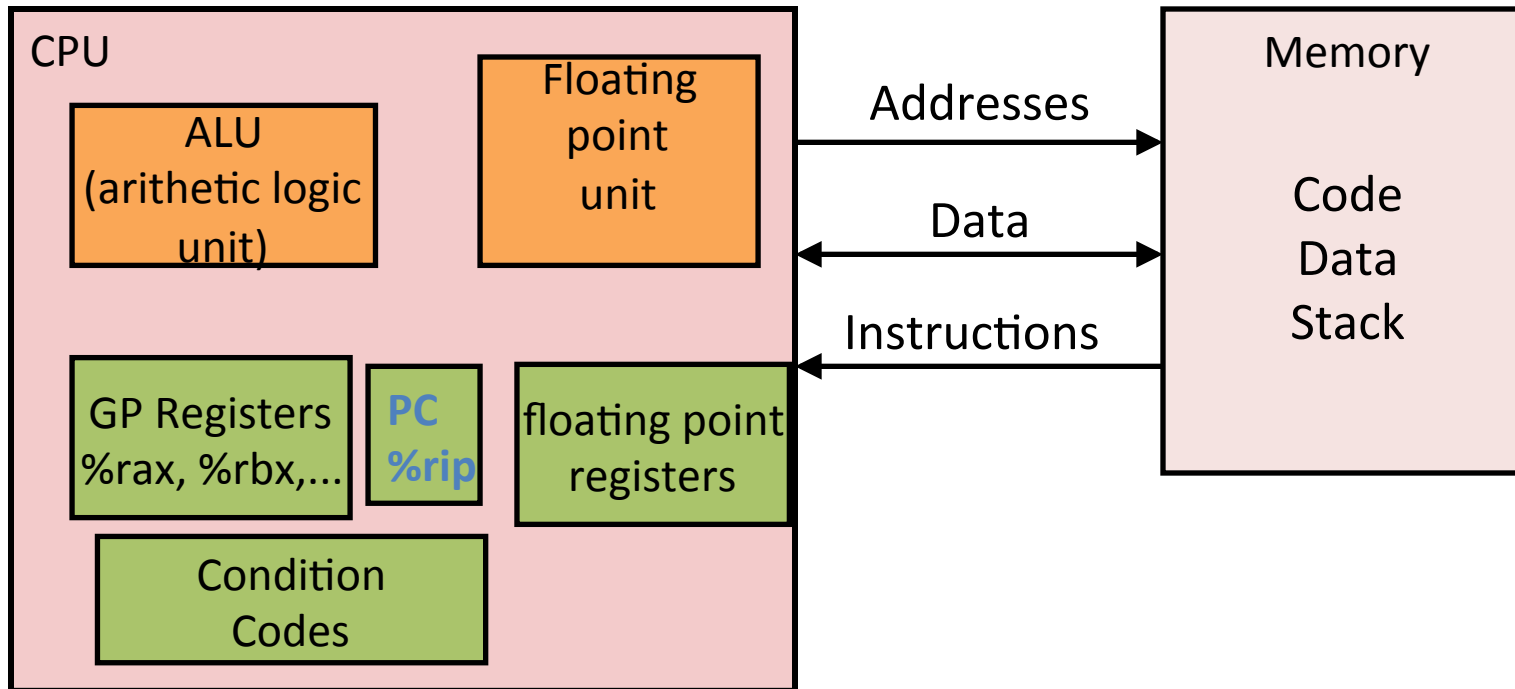 CPU
ALU
(arithetic logic
unit)
Floating
point
unit
GP Registers
%rax, %rbx,...
PC
%rip
floating point
registers
Condition
Codes
Addresses
Data
Instructions
Memory
Code
Data
Stack